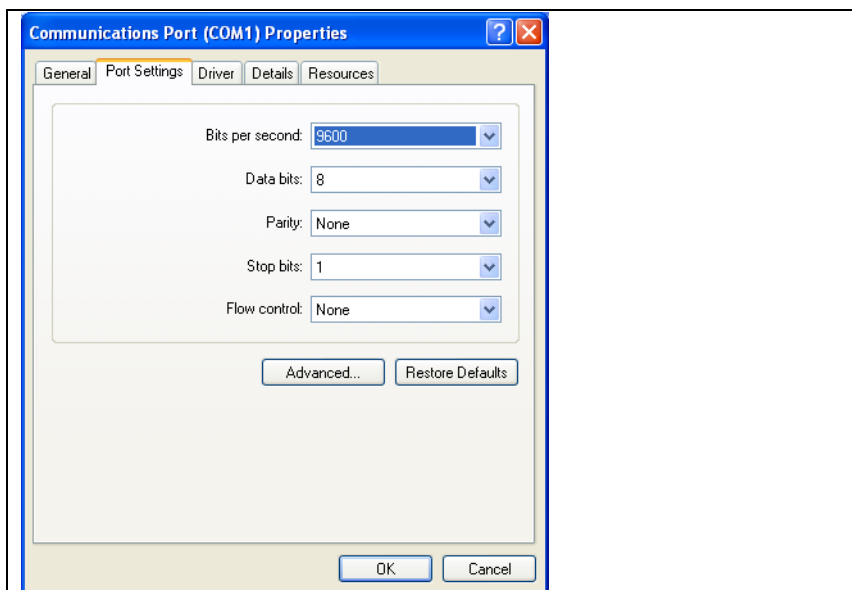 Communications Port (COM1) Properties
General Port Settings Driver Details Resources
Bits per second: 9600
Data bits: 8
Parity: None
Stop bits: 1
Flow control: None
Advanced... Restore Defaults
OK Cancel